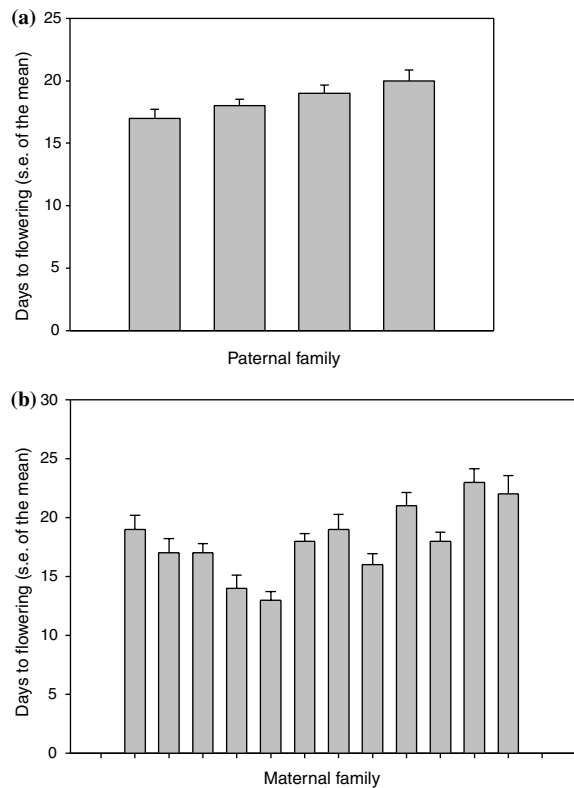 (a)
Days to flowering (s.e. of the mean)
25
20
15
10
5
0
Paternal family
(b)
Days to flowering (s.e. of the mean)
30
25
20
15
10
5
0
Maternal family